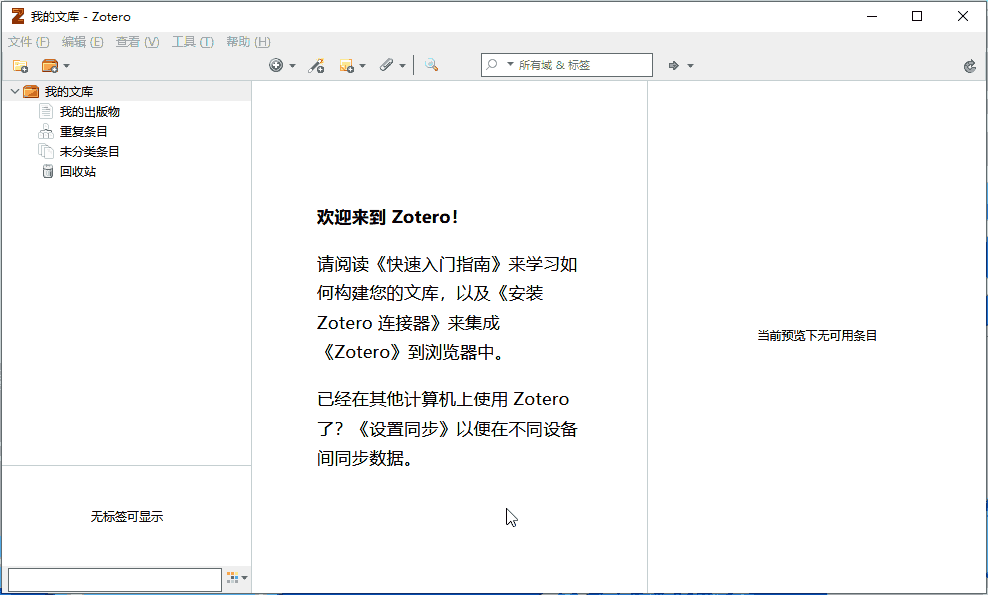 我的文库 - Zotero
文件 (F) 编辑 (E) 查看 (V) 工具 (T) 帮助 (H)
所有域 & 标签
我的文库
我的出版物
重复条目
未分类条目
回收站
欢迎来到 Zotero！
请阅读《快速入门指南》来学习如
何构建您的文库，以及《安装
Zotero 连接器》来集成
《Zotero》到浏览器中。
已经在其他计算机上使用 Zotero
了？《设置同步》以便在不同设备
间同步数据。
当前预览下无可用条目
无标签可显示